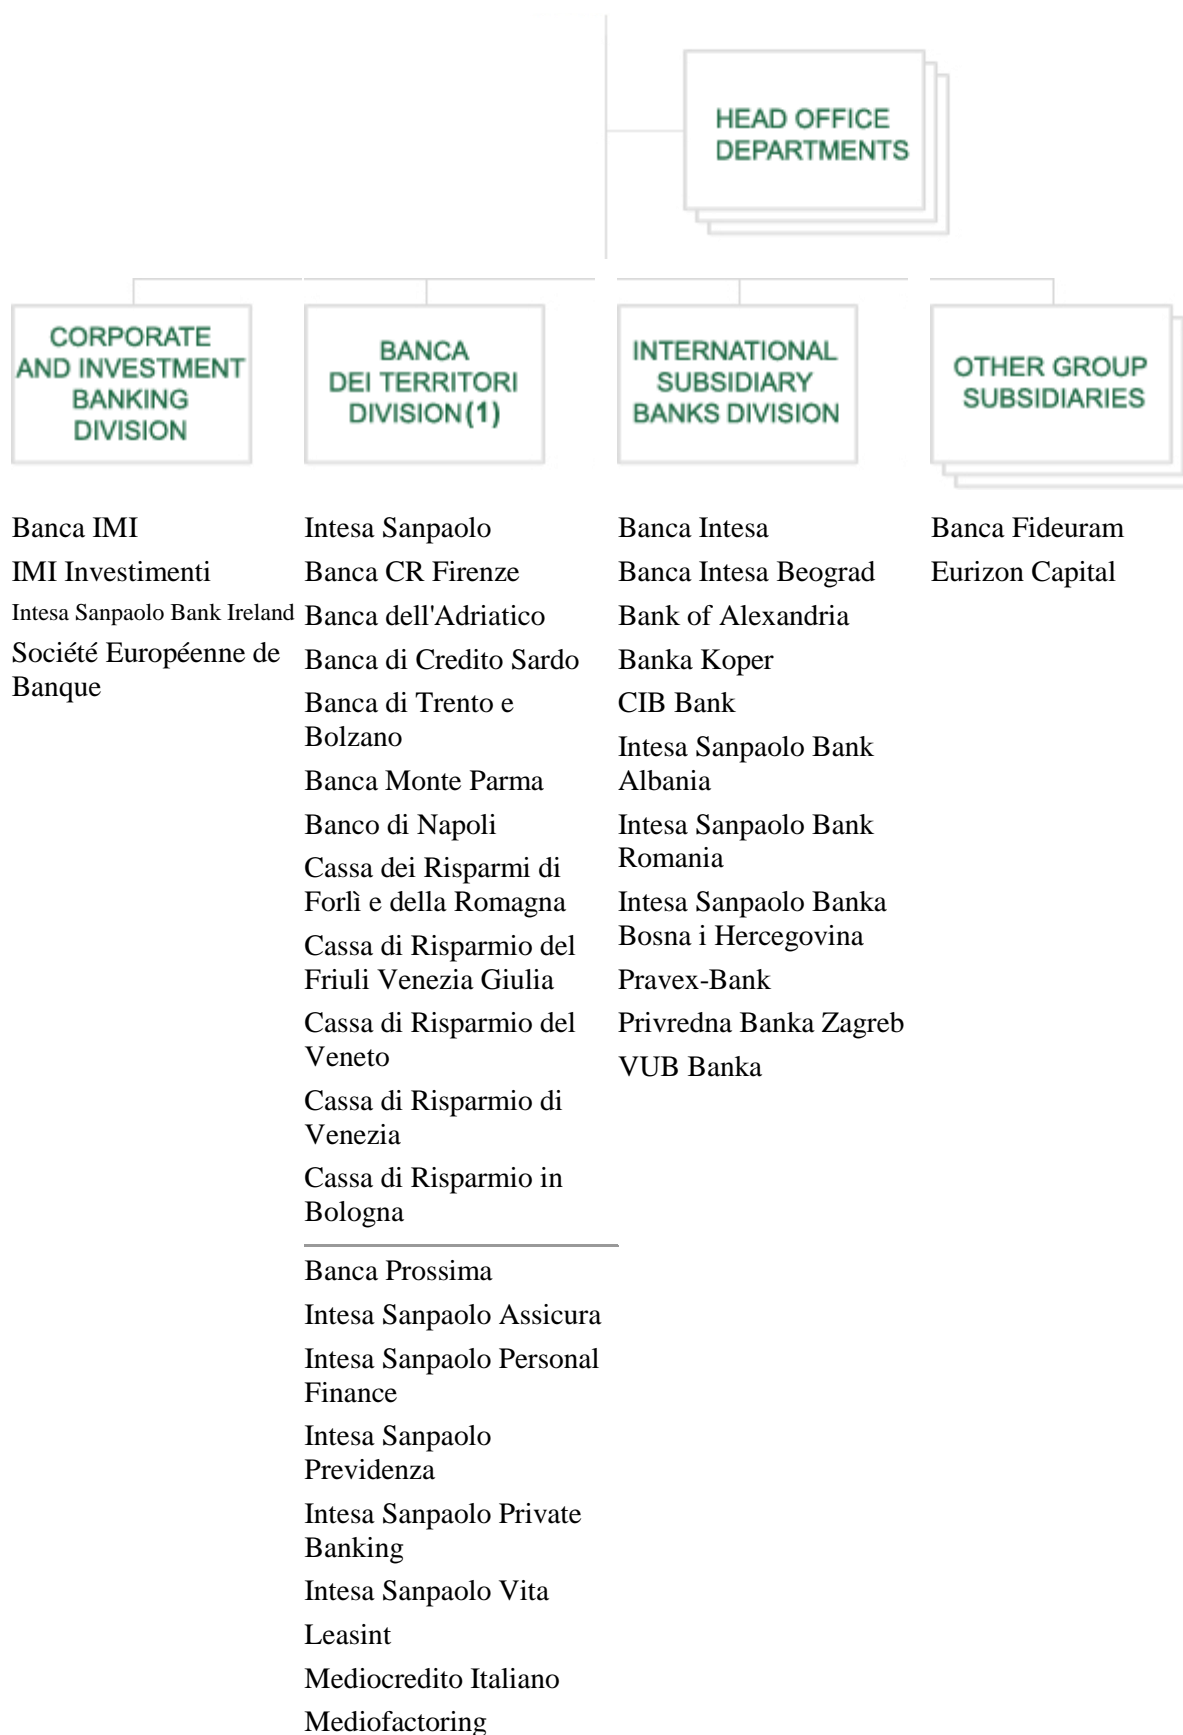 HEAD OFFICE
DEPARTMENTS
CORPORATE
AND INVESTMENT
BANKING
DIVISION
BANCA
DEI TERRITORI
DIVISION(1)
INTERNATIONAL
SUBSIDIARY
BANKS DIVISION
OTHER GROUP
SUBSIDIARIES
Banca IMI
IMI Investimenti
Intesa Sanpaolo Bank Ireland
Société Européenne de
Banque
Intesa Sanpaolo
Banca CR Firenze
Banca dell'Adriatico
Banca di Credito Sardo
Banca di Trento e
Bolzano
Banca Monte Parma
Banco di Napoli
Cassa dei Risparmi di
Forlì e della Romagna
Cassa di Risparmio del
Friuli Venezia Giulia
Cassa di Risparmio del
Veneto
Cassa di Risparmio di
Venezia
Cassa di Risparmio in
Bologna
Banca Prossima
Intesa Sanpaolo Assicura
Intesa Sanpaolo Personal
Finance
Intesa Sanpaolo
Previdenza
Intesa Sanpaolo Private
Banking
Intesa Sanpaolo Vita
Leasint
Mediocredito Italiano
Mediofactoring
Banca Intesa
Banca Intesa Beograd
Bank of Alexandria
Banka Koper
CIB Bank
Intesa Sanpaolo Bank
Albania
Intesa Sanpaolo Bank
Romania
Intesa Sanpaolo Banka
Bosna i Hercegovina
Pravex-Bank
Privredna Banka Zagreb
VUB Banka
Banca Fideuram
Eurizon Capital